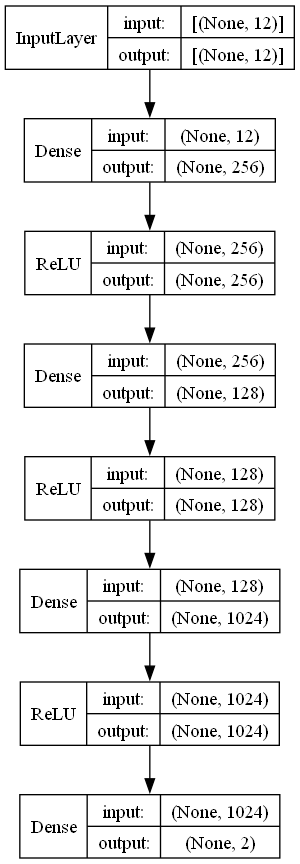 InputLayer input: [(None, 12)]
output: [(None, 12)]
Dense input: (None, 12)
output: (None, 256)
ReLU input: (None, 256)
output: (None, 256)
Dense input: (None, 256)
output: (None, 128)
ReLU input: (None, 128)
output: (None, 128)
Dense input: (None, 128)
output: (None, 1024)
ReLU input: (None, 1024)
output: (None, 1024)
Dense input: (None, 1024)
output: (None, 2)